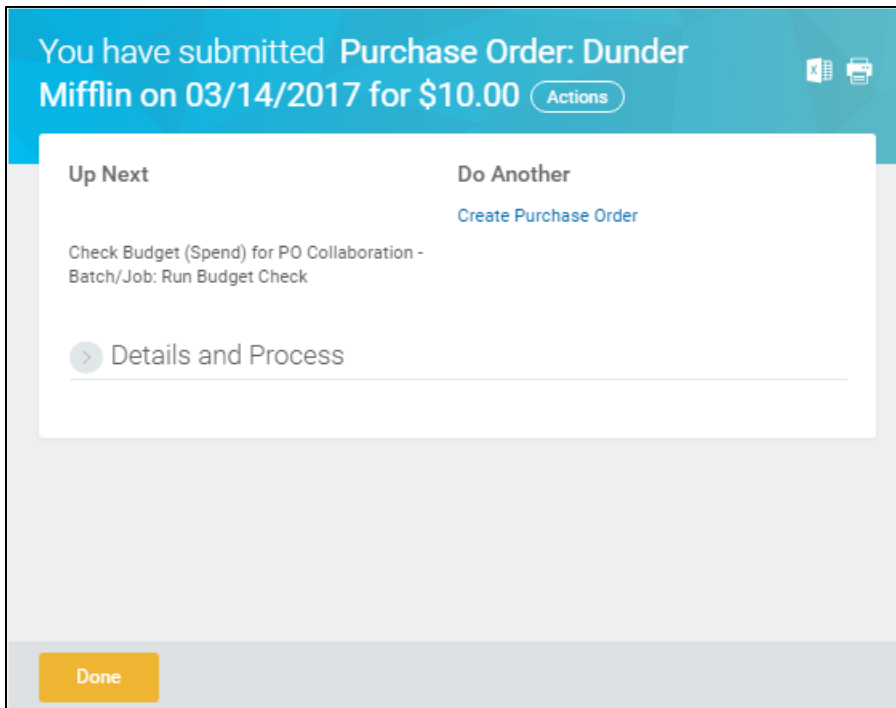 You have submitted Purchase Order: Dunder
Mifflin on 03/14/2017 for $10.00 Actions
Up Next
Do Another
Create Purchase Order
Check Budget (Spend) for PO Collaboration -
Batch/Job: Run Budget Check
Details and Process
Done